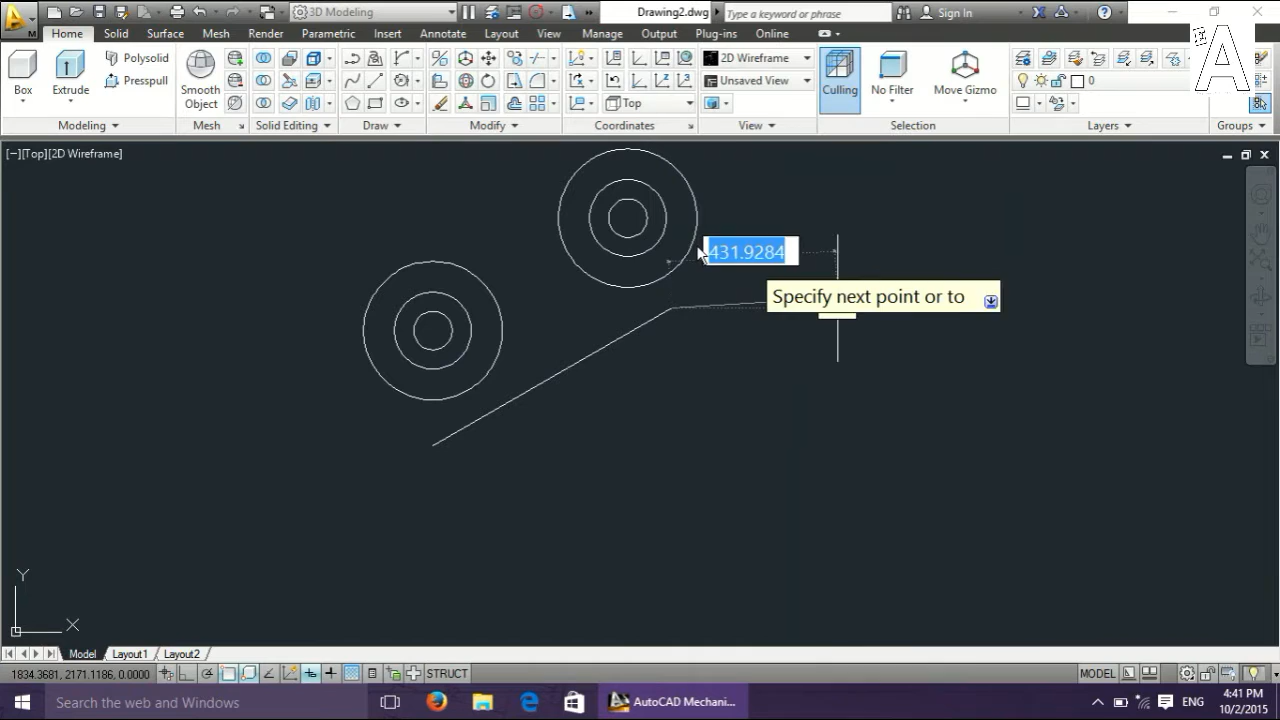 M
3D Modeling
Drawing2.dwg
Type a keyword or phrase
Sign In
Home Solid Surface Mesh Render Parametric Insert Annotate Layout View Manage Output Plug-ins Online
Box
Extrude
Polysolid
Presspull
Smooth
Object
2D Wireframe
Unsaved View
Top
0
Culling
No Filter
Move Gizmo
Modeling
Mesh
Solid Editing
Draw
Modify
Coordinates
View
Selection
Layers
Groups
A
[−][Top][2D Wireframe]
431.9284
Specify next point or to
Y
X
Model Layout1 Layout2
1834.3681, 2171.1186, 0.0000
STRUCT
MODEL
Search the web and Windows
AutoCAD Mechani...
ENG
4:41 PM
10/2/2015